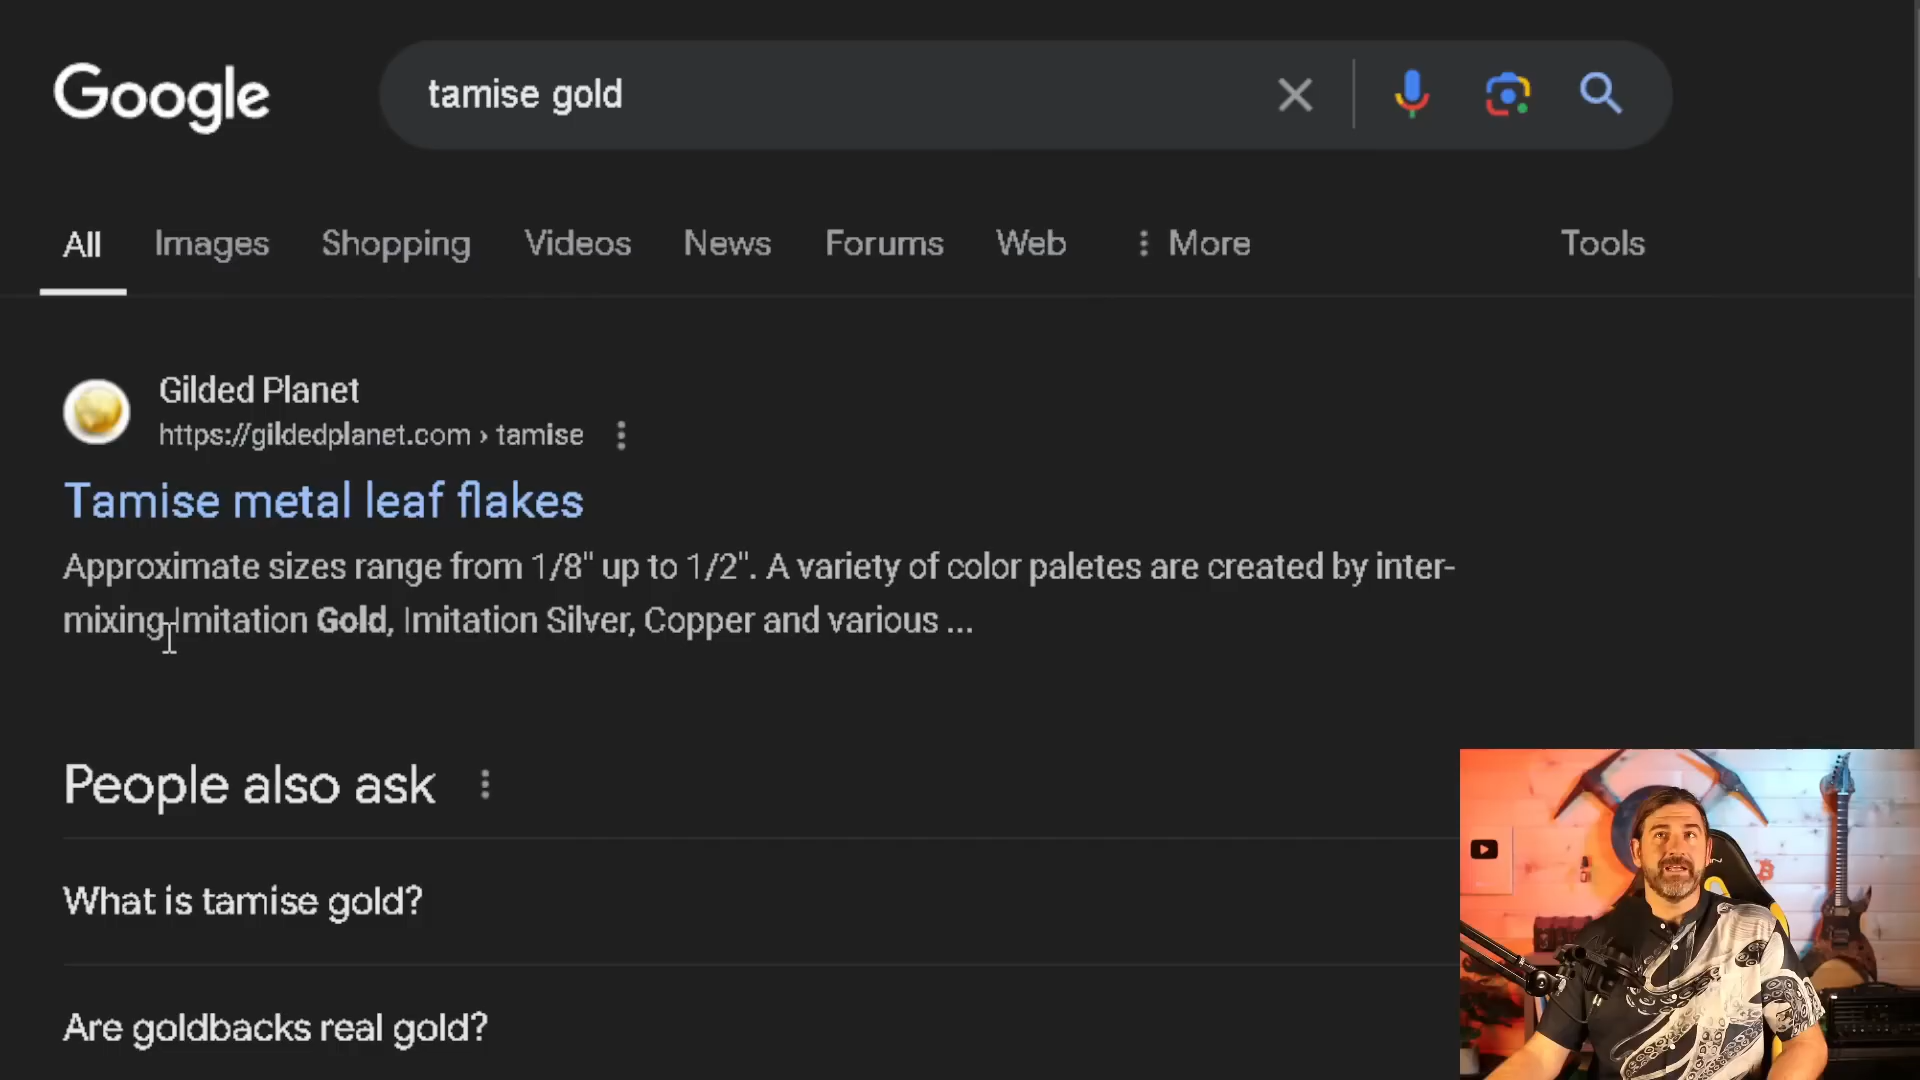 Google
tamise gold
All Images Shopping Videos News Forums Web More Tools
Gilded Planet
https://gildedplanet.com › tamise
Tamise metal leaf flakes
Approximate sizes range from 1/8" up to 1/2". A variety of color paletes are created by inter-
mixing Imitation Gold, Imitation Silver, Copper and various ...
People also ask
What is tamise gold?
Are goldbacks real gold?